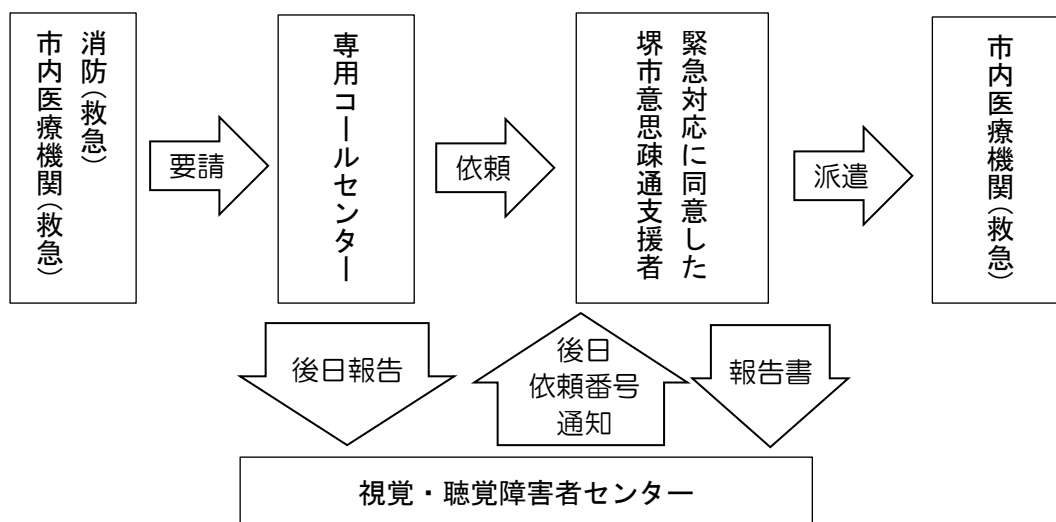 消防（救急）
市内医療機関（救急）
要請
専用コールセンター
依頼
緊急対応に同意した
堺市意思疎通支援者
派遣
市内医療機関（救急）
後日報告
後日
依頼番号
通知
報告書
視覚・聴覚障害者センター